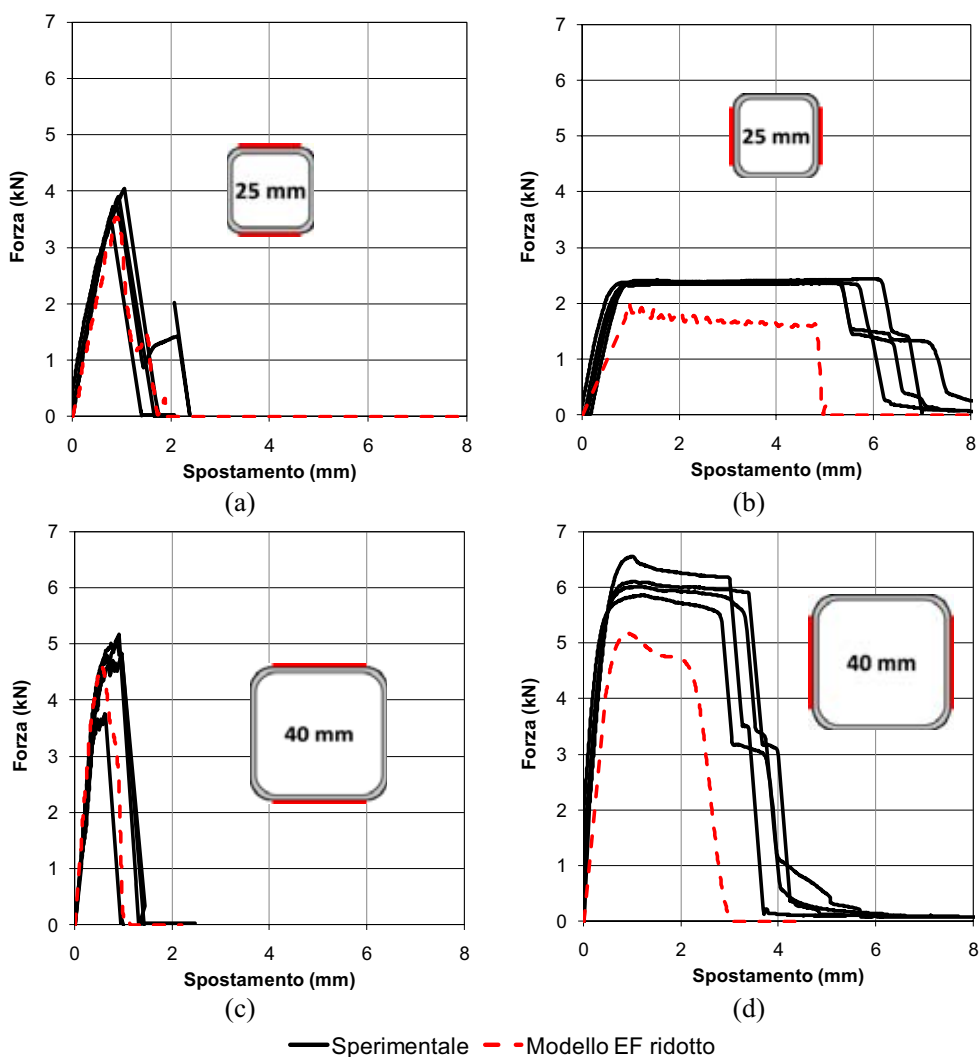 7
6
5
4
3
2
1
0
Forza (kN)
25 mm
0 2 4 6 8
Spostamento (mm)
(a)
7
6
5
4
3
2
1
0
Forza (kN)
25 mm
0 2 4 6 8
Spostamento (mm)
(b)
7
6
5
4
3
2
1
0
Forza (kN)
40 mm
0 2 4 6 8
Spostamento (mm)
(c)
7
6
5
4
3
2
1
0
Forza (kN)
40 mm
0 2 4 6 8
Spostamento (mm)
(d)
Sperimentale Modello EF ridotto